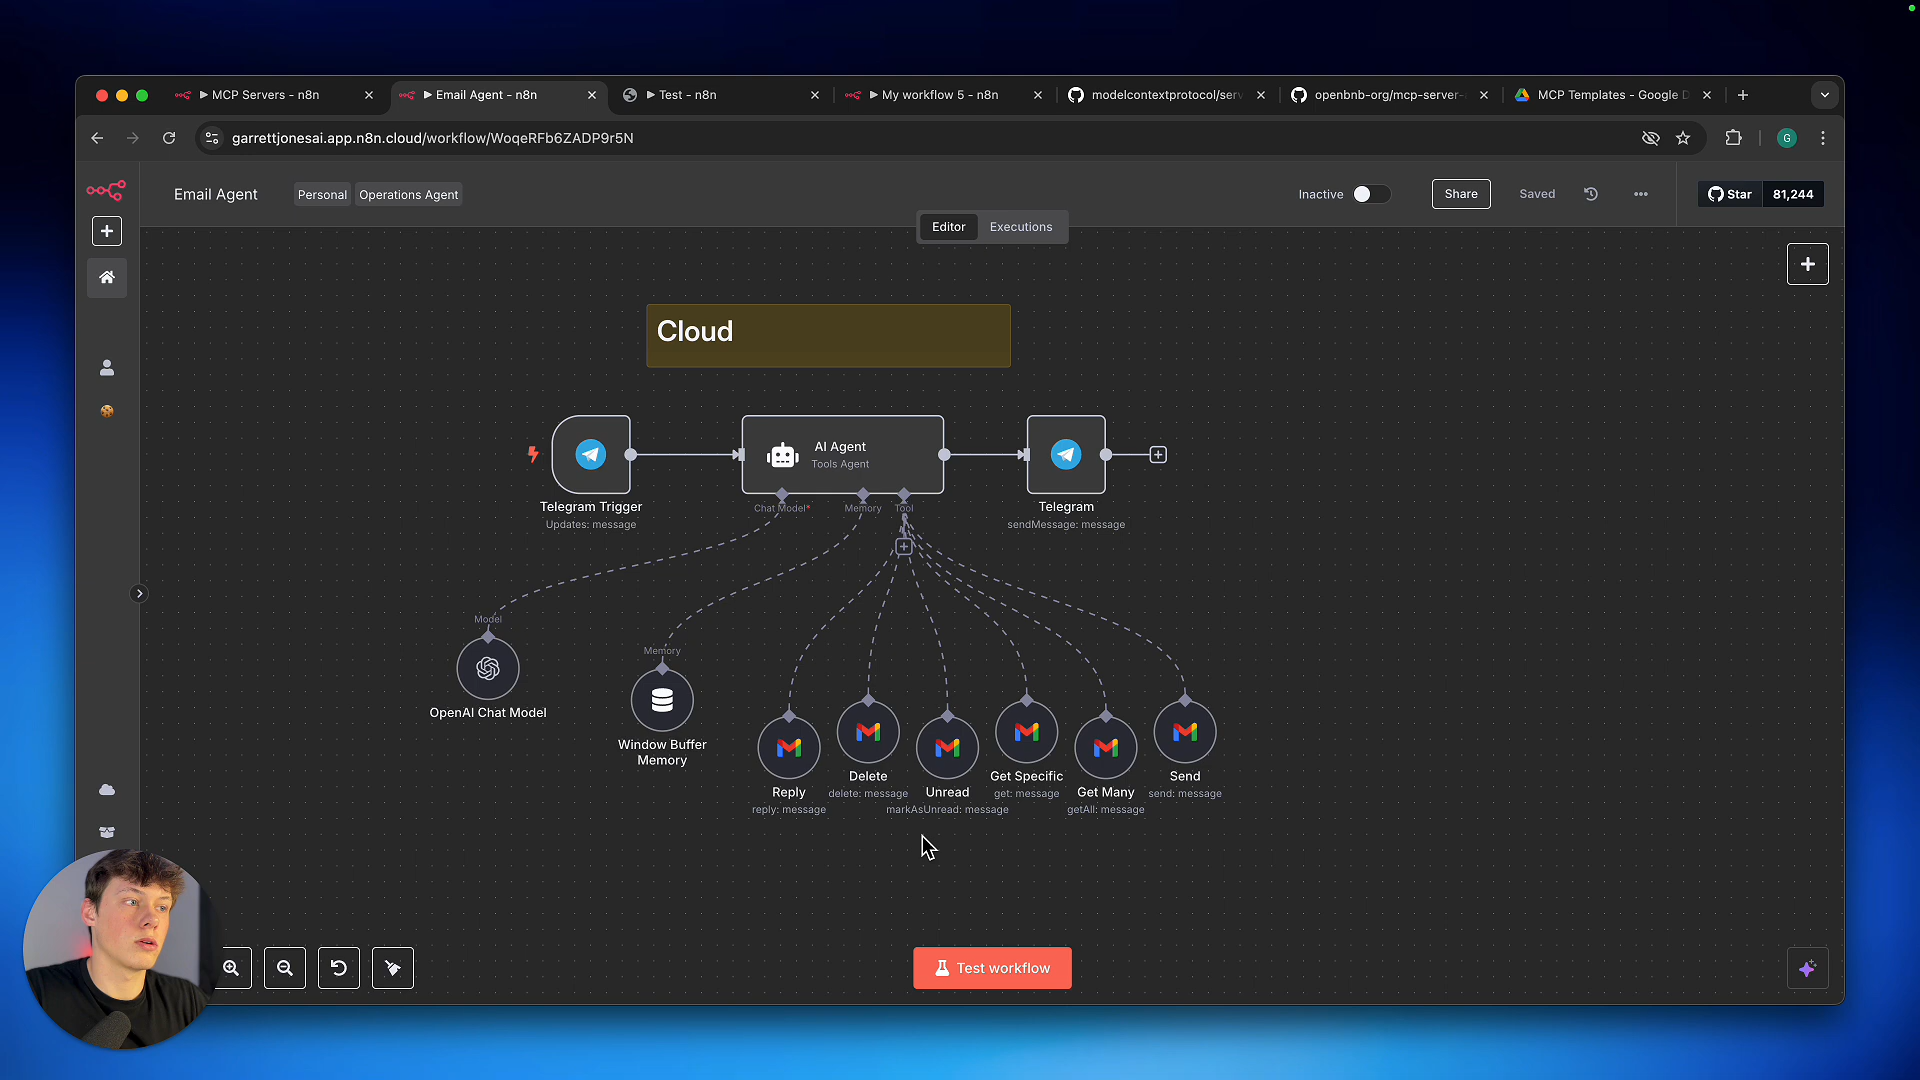 MCP Servers - n8n
Email Agent - n8n
Test - n8n
My workflow 5 - n8n
modelcontextprotocol/serv
openbnb-org/mcp-server-
MCP Templates - Google D
garrettjonesai.app.n8n.cloud/workflow/WoqeRFb6ZADP9r5N
G
Email Agent
Personal
Operations Agent
Inactive
Share
Saved
Star
81,244
Editor
Executions
Cloud
AI Agent
Tools Agent
Telegram Trigger
Updates: message
Chat Model*
Memory
Tool
Telegram
sendMessage: message
Model
OpenAI Chat Model
Memory
Window Buffer
Memory
Reply
reply: message
Delete
delete: message
Unread
markAsUnread: message
Get Specific
get: message
Get Many
getAll: message
Send
send: message
Test workflow